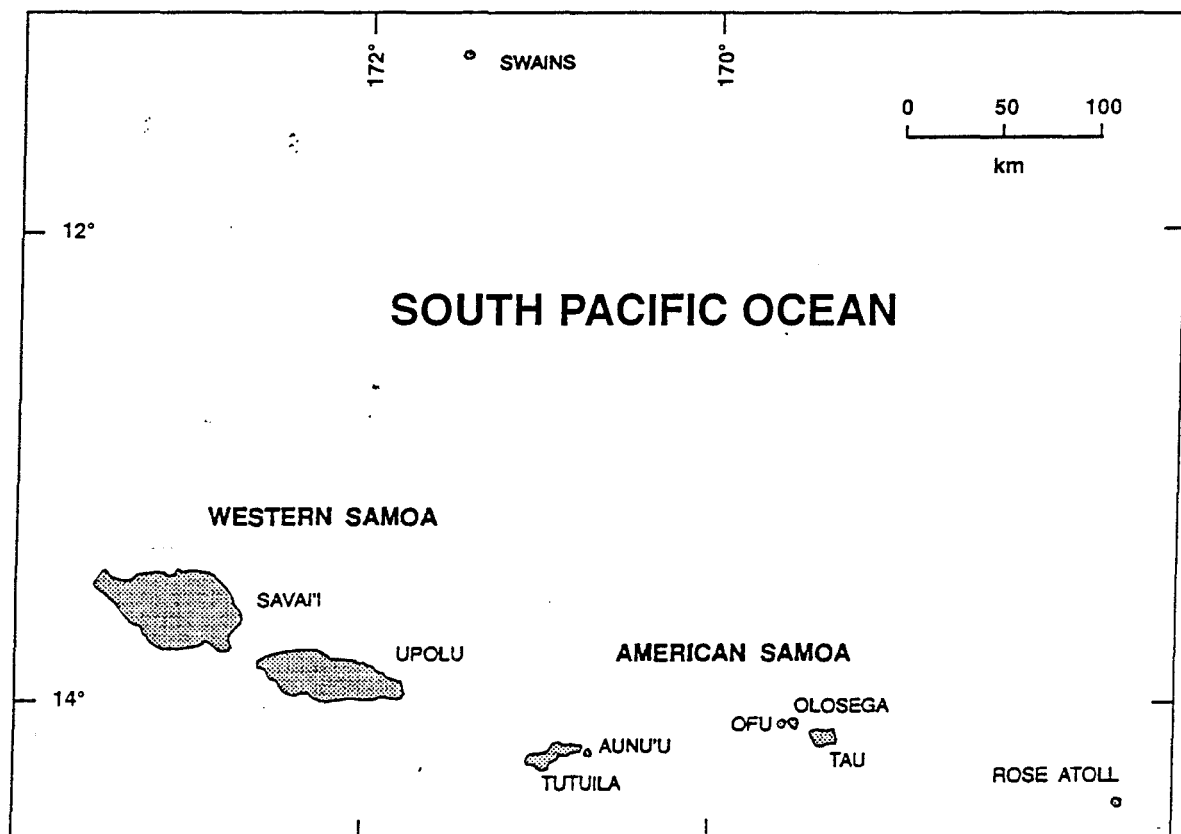 172°
170°
SWAINS
0 50 100
km
12°
SOUTH PACIFIC OCEAN
WESTERN SAMOA
SAVAI'I
UPOLU
AMERICAN SAMOA
14°
OLOSEGA
OFU
AUNU'U
TAU
TUTUILA
ROSE ATOLL